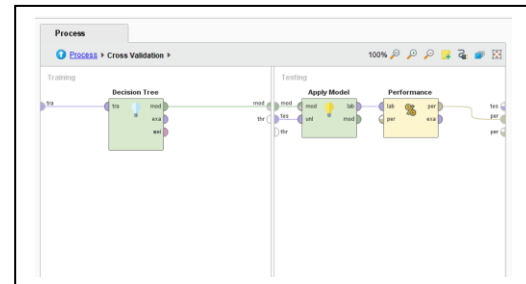 Process
Process ▸ Cross Validation ▸
100%
Training
Testing
Decision Tree
tra
tra
mod
exa
wei
mod
thr
Apply Model
mod
tes
thr
mod
unl
lab
mod
Performance
lab
per
per
exa
tes
per
per